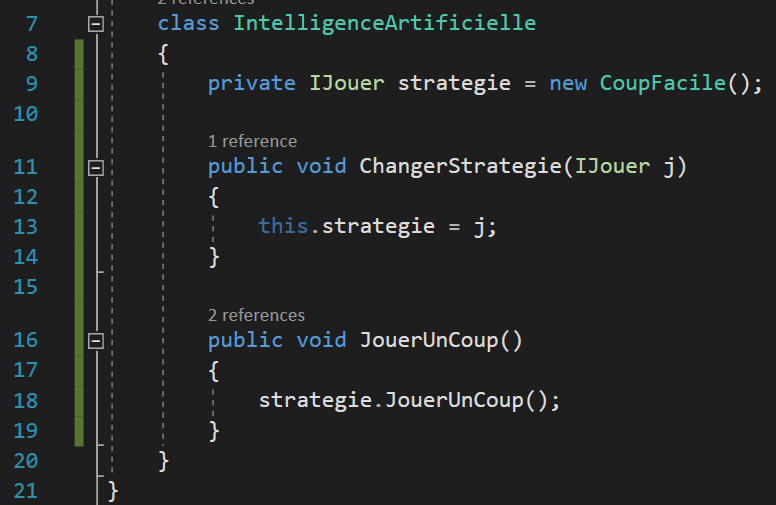 2 references
7 class IntelligenceArtificielle
8 {
9 private IJouer strategie = new CoupFacile();
10
1 reference
11 public void ChangerStrategie(IJouer j)
12 {
13 this.strategie = j;
14 }
15
2 references
16 public void JouerUnCoup()
17 {
18 strategie.JouerUnCoup();
19 }
20 }
21 }